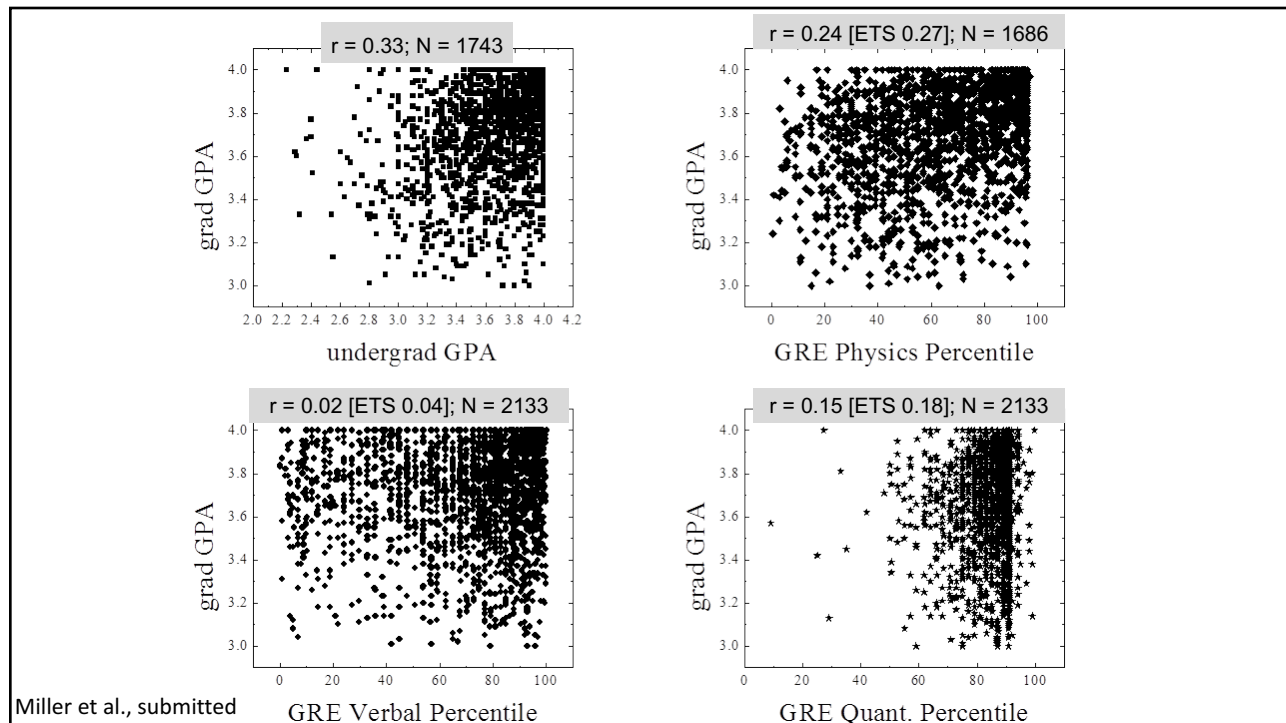 r = 0.33; N = 1743
4.0
3.8
3.6
3.4
3.2
3.0
grad GPA
2.0 2.2 2.4 2.6 2.8 3.0 3.2 3.4 3.6 3.8 4.0 4.2
undergrad GPA
r = 0.24 [ETS 0.27]; N = 1686
4.0
3.8
3.6
3.4
3.2
3.0
grad GPA
0 20 40 60 80 100
GRE Physics Percentile
r = 0.02 [ETS 0.04]; N = 2133
4.0
3.8
3.6
3.4
3.2
3.0
grad GPA
0 20 40 60 80 100
GRE Verbal Percentile
r = 0.15 [ETS 0.18]; N = 2133
4.0
3.8
3.6
3.4
3.2
3.0
grad GPA
0 20 40 60 80 100
GRE Quant. Percentile
Miller et al., submitted